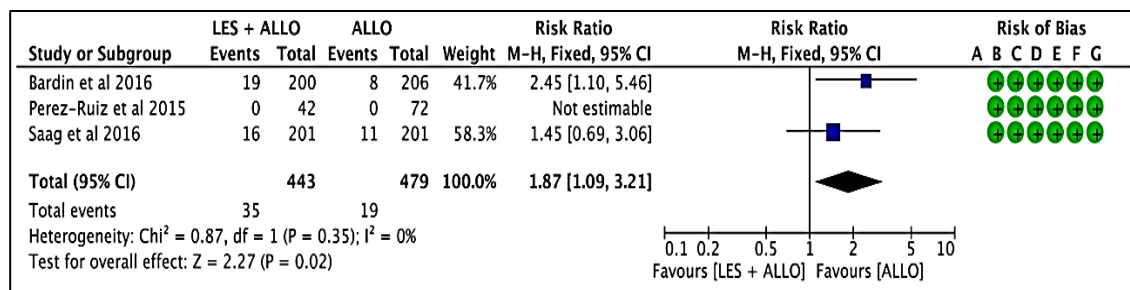 LES + ALLO ALLO Risk Ratio Risk Ratio Risk of Bias
Study or Subgroup Events Total Events Total Weight M-H, Fixed, 95% CI M-H, Fixed, 95% CI A B C D E F G
Bardin et al 2016 19 200 8 206 41.7% 2.45 [1.10, 5.46] + + + + + +
Perez-Ruiz et al 2015 0 42 0 72 Not estimable + + + + + +
Saag et al 2016 16 201 11 201 58.3% 1.45 [0.69, 3.06] + + + + + +
Total (95% CI) 443 479 100.0% 1.87 [1.09, 3.21]
Total events 35 19
Heterogeneity: Chi² = 0.87, df = 1 (P = 0.35); I² = 0%
Test for overall effect: Z = 2.27 (P = 0.02)
0.1 0.2 0.5 1 2 5 10
Favours [LES + ALLO] Favours [ALLO]